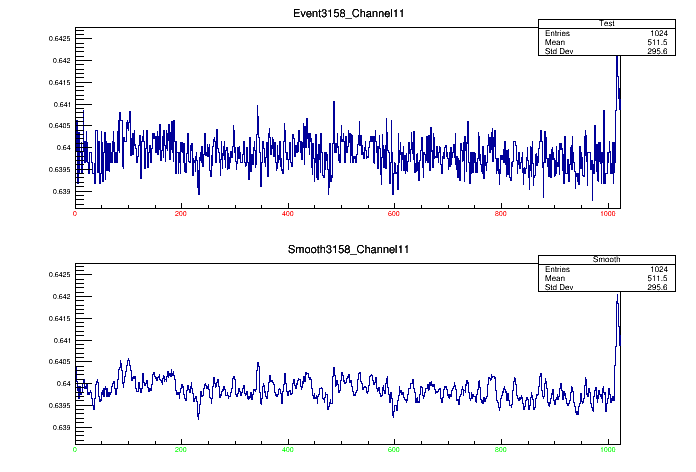 Event3158_Channel11
Test
Entries 1024
Mean 511.5
Std Dev 295.6
0.6425
0.642
0.6415
0.641
0.6405
0.64
0.6395
0.639
0 200 400 600 800 1000
Smooth3158_Channel11
Smooth
Entries 1024
Mean 511.5
Std Dev 295.6
0.6425
0.642
0.6415
0.641
0.6405
0.64
0.6395
0.639
0 200 400 600 800 1000